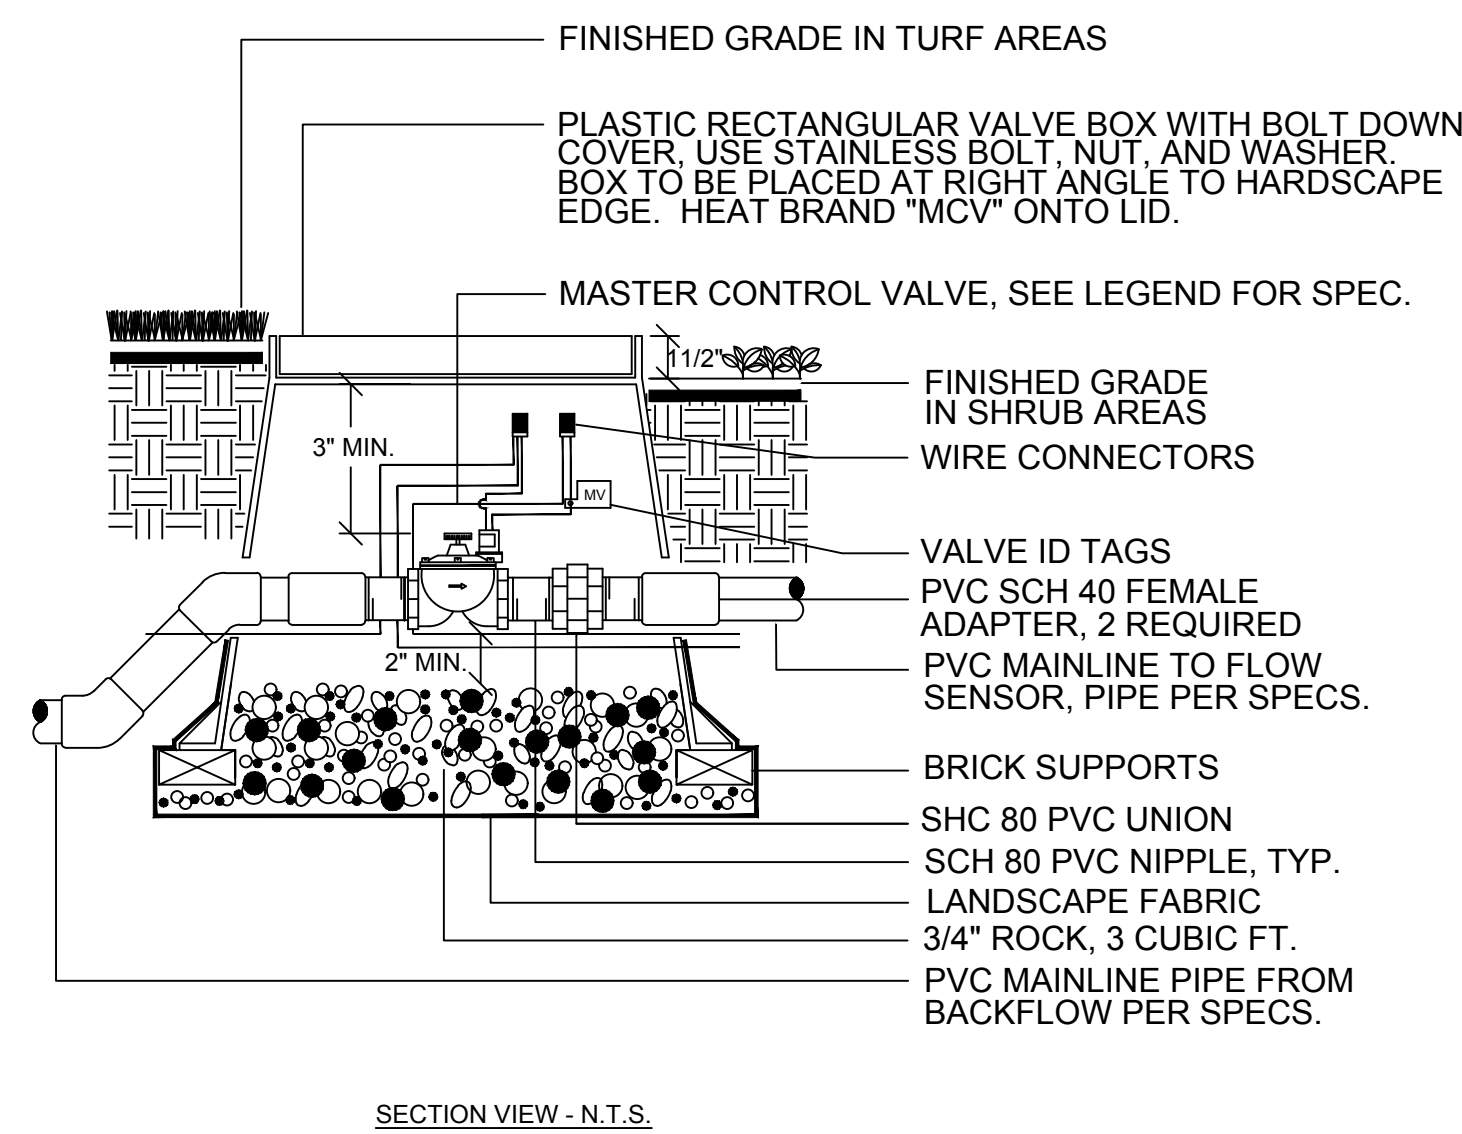 FINISHED GRADE IN TURF AREAS
PLASTIC RECTANGULAR VALVE BOX WITH BOLT DOWN
COVER, USE STAINLESS BOLT, NUT, AND WASHER.
BOX TO BE PLACED AT RIGHT ANGLE TO HARDSCAPE
EDGE. HEAT BRAND "MCV" ONTO LID.
MASTER CONTROL VALVE, SEE LEGEND FOR SPEC.
11/2"
FINISHED GRADE
IN SHRUB AREAS
3" MIN.
WIRE CONNECTORS
MV
VALVE ID TAGS
PVC SCH 40 FEMALE
ADAPTER, 2 REQUIRED
2" MIN.
PVC MAINLINE TO FLOW
SENSOR, PIPE PER SPECS.
BRICK SUPPORTS
SHC 80 PVC UNION
SCH 80 PVC NIPPLE, TYP.
LANDSCAPE FABRIC
3/4" ROCK, 3 CUBIC FT.
PVC MAINLINE PIPE FROM
BACKFLOW PER SPECS.
SECTION VIEW - N.T.S.